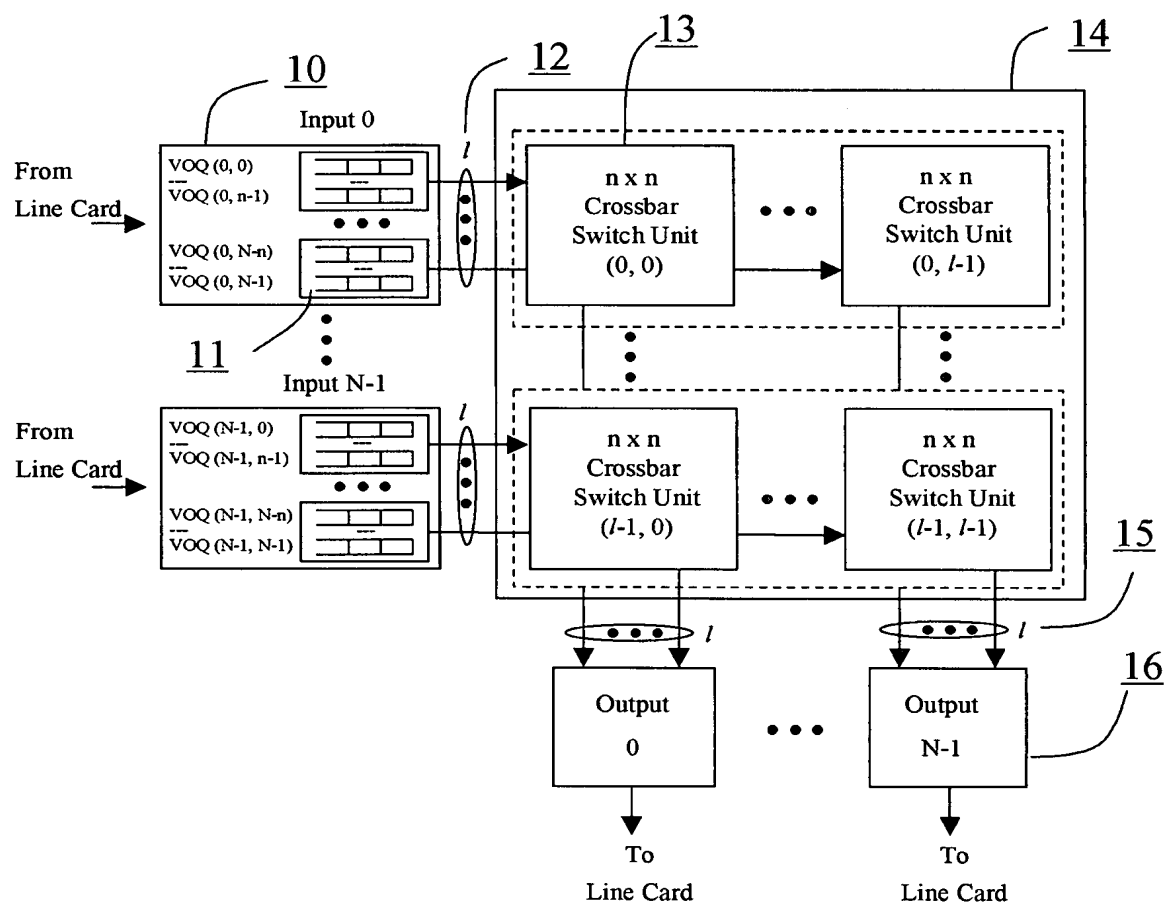 10
12
13
14
Input 0
l
From
Line Card
VOQ (0, 0)
VOQ (0, n-1)
VOQ (0, N-n)
VOQ (0, N-1)
n x n
Crossbar
Switch Unit
(0, 0)
n x n
Crossbar
Switch Unit
(0, l-1)
11
Input N-1
l
From
Line Card
VOQ (N-1, 0)
VOQ (N-1, n-1)
VOQ (N-1, N-n)
VOQ (N-1, N-1)
n x n
Crossbar
Switch Unit
(l-1, 0)
n x n
Crossbar
Switch Unit
(l-1, l-1)
15
l
l
16
Output
0
Output
N-1
To
Line Card
To
Line Card